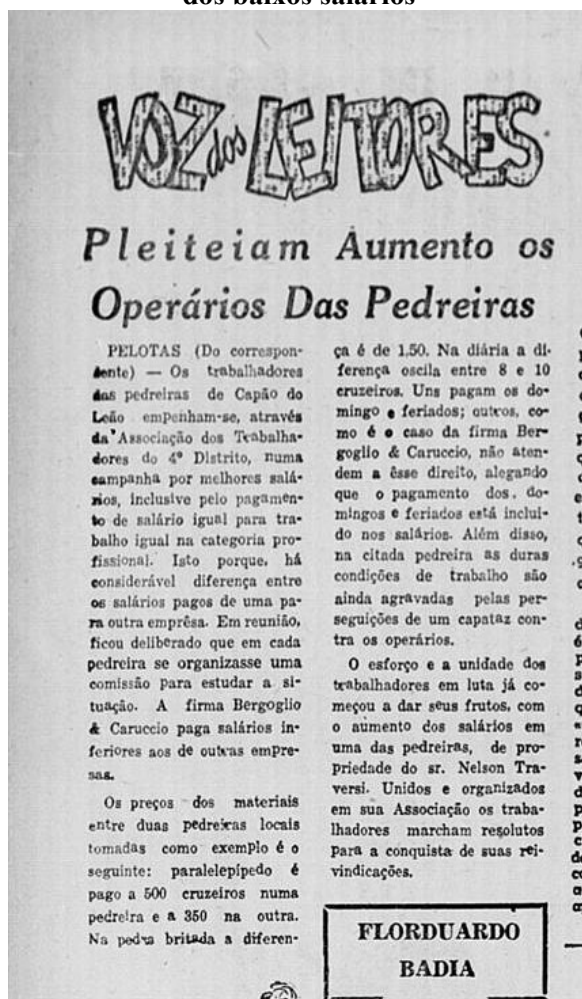 dos baixos salários
VOZ dos LEITORES
Pleiteiam Aumento os
Operários Das Pedreiras
PELOTAS (Do correspon-
dente) — Os trabalhadores
das pedreiras de Capão do
Leão empenham-se, através
da Associação dos Trabalha-
dores do 4º Distrito, numa
campanha por melhores salá-
rios, inclusive pelo pagamen-
to de salário igual para tra-
balho igual na categoria pro-
fissional. Isto porque, há
considerável diferença entre
os salários pagos de uma pa-
ra outra emprêsa. Em reunião,
ficou deliberado que em cada
pedreira se organizasse uma
comissão para estudar a si-
tuação. A firma Bergoglio
& Caruccio paga salários in-
feriores aos de outras empre-
sas.
Os preços dos materiais
entre duas pedreiras locais
tomadas como exemplo é o
seguinte: paralelepípedo é
pago a 500 cruzeiros numa
pedreira e a 350 na outra.
Na pedra britada a diferen-
ça é de 1,50. Na diária a di-
ferença oscila entre 8 e 10
cruzeiros. Uns pagam os do-
mingo e feriados; outros, co-
mo é o caso da firma Ber-
goglio & Caruccio, não aten-
dem a êsse direito, alegando
que o pagamento dos do-
mingos e feriados está inclui-
do nos salários. Além disso,
na citada pedreira as duras
condições de trabalho são
ainda agravadas pelas per-
seguições de um capataz con-
tra os operários.
O esforço e a unidade dos
trabalhadores em luta já co-
meçou a dar seus frutos, com
o aumento dos salários em
uma das pedreiras, de pro-
priedade do sr. Nelson Tra-
versi. Unidos e organizados
em sua Associação os traba-
lhadores marcham resolutos
para a conquista de suas rei-
vindicações.
FLORDUARDO
BADIA